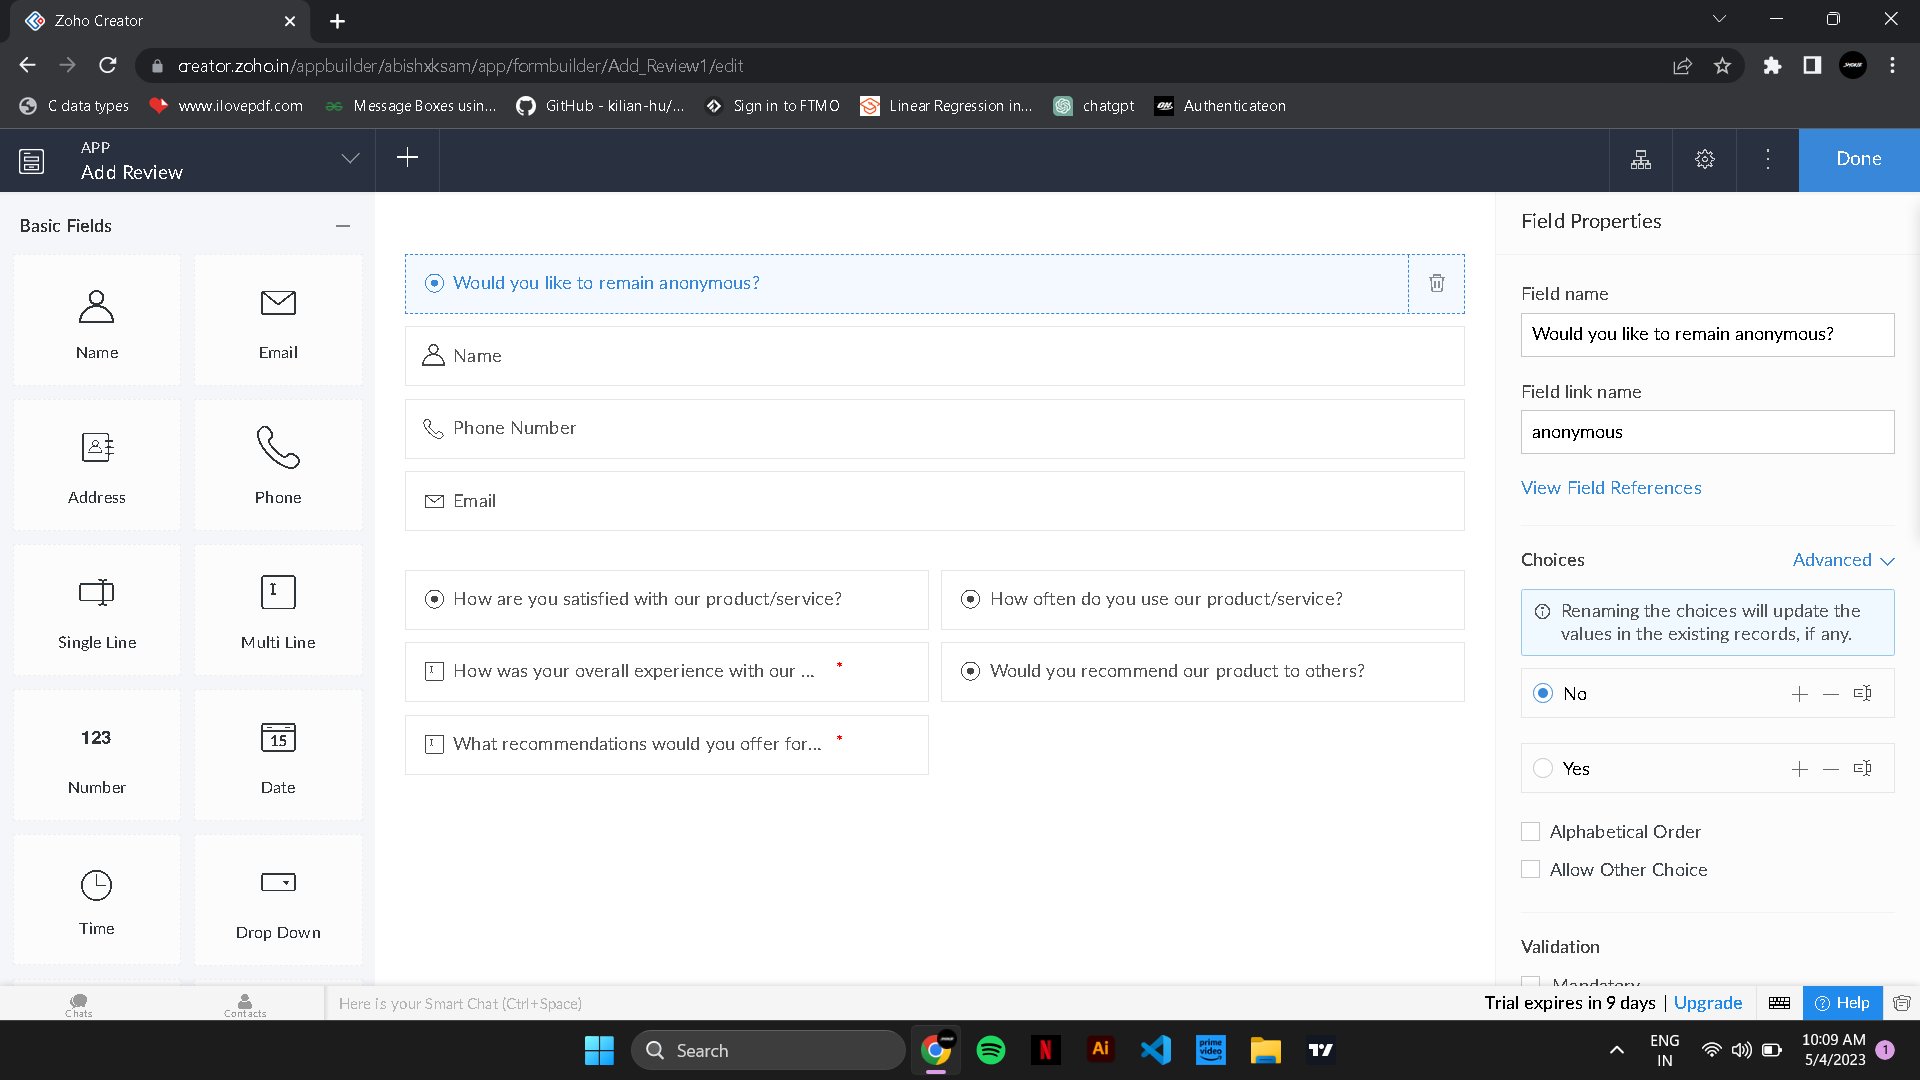 Zoho Creator
creator.zoho.in/appbuilder/abishxksam/app/formbuilder/Add_Review1/edit
C data types
www.ilovepdf.com
Message Boxes usin...
GitHub - kilian-hu/...
Sign in to FTMO
Linear Regression in...
chatgpt
Authenticateon
APP
Add Review
Done
Basic Fields
Name
Email
Address
Phone
Single Line
Multi Line
123
Number
15
Date
Time
Drop Down
Would you like to remain anonymous?
Name
Phone Number
Email
How are you satisfied with our product/service?
How often do you use our product/service?
How was your overall experience with our ... *
Would you recommend our product to others?
What recommendations would you offer for... *
Field Properties
Field name
Would you like to remain anonymous?
Field link name
anonymous
View Field References
Choices
Advanced
Renaming the choices will update the
values in the existing records, if any.
No
Yes
Alphabetical Order
Allow Other Choice
Validation
Mandatory
Chats
Contacts
Here is your Smart Chat (Ctrl+Space)
Trial expires in 9 days | Upgrade
Help
Search
Ai
prime video
ENG
IN
10:09 AM
5/4/2023
1